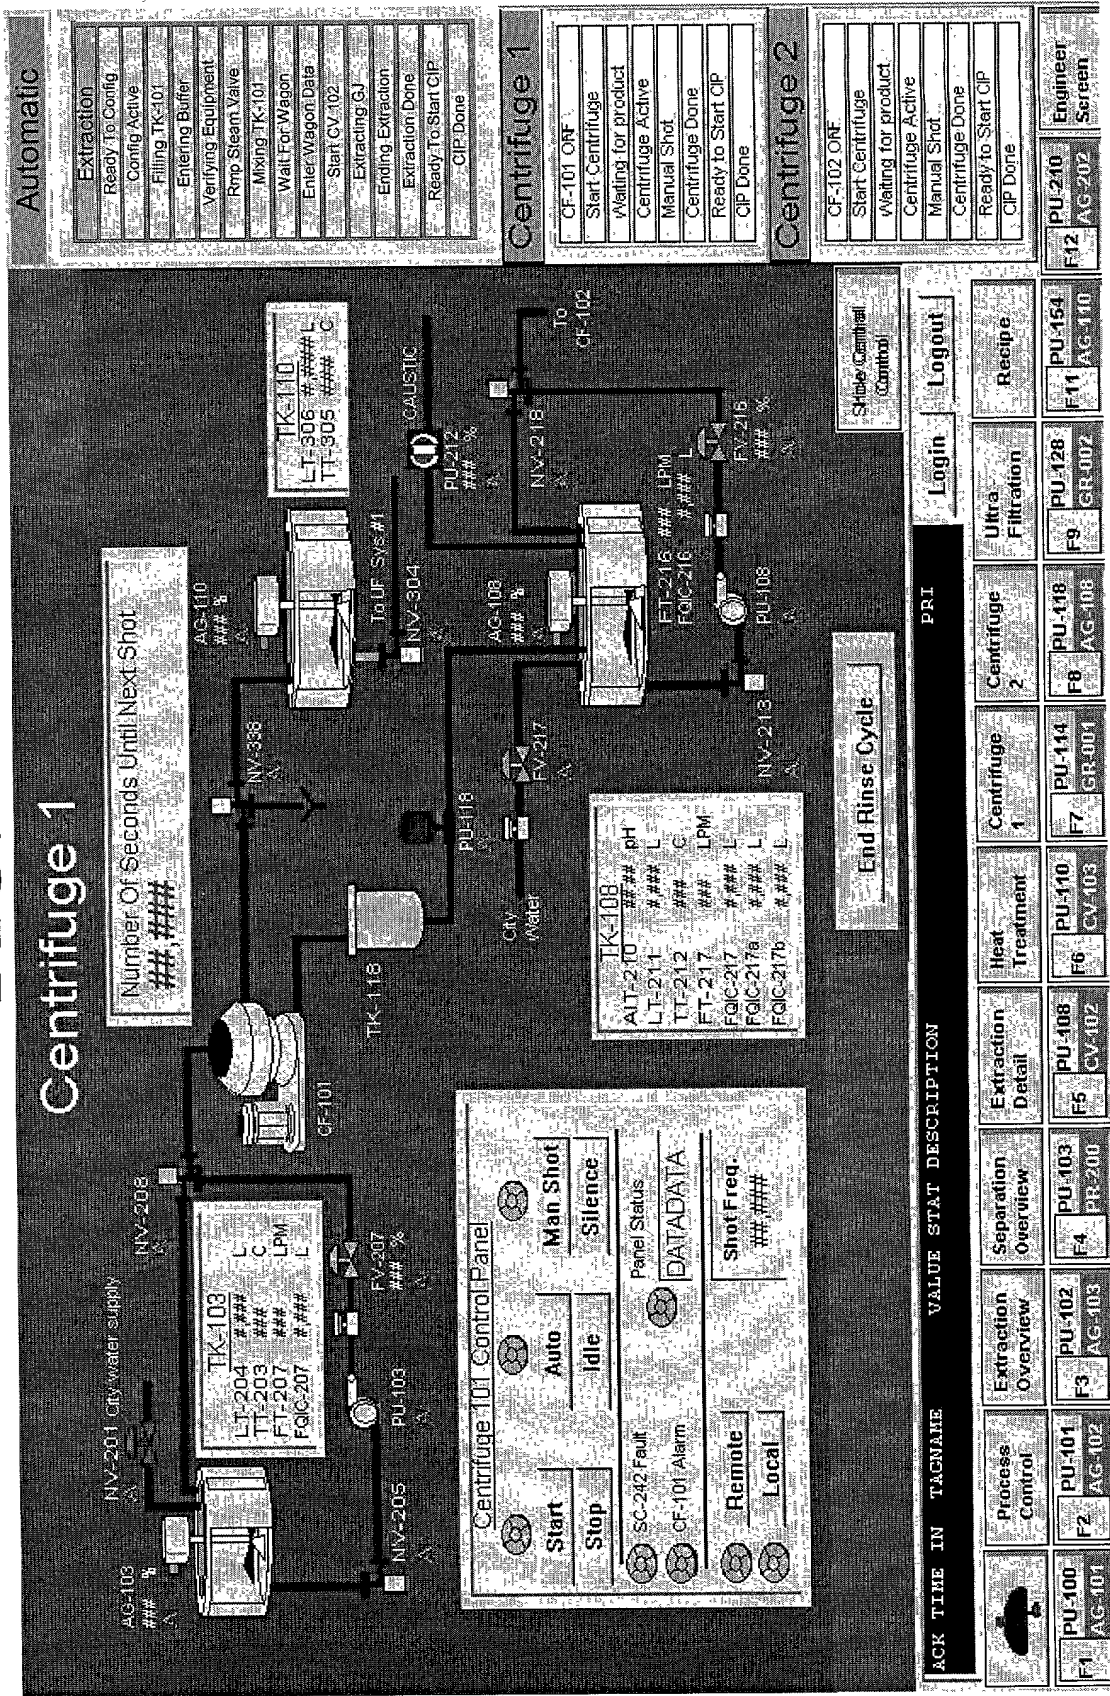 Centrifuge 1
Automatic
Extraction
Ready To Config
Config Active
Filling TK-101
Entering Buffer
Verifying Equipment
Rmp Steam Valve
Mixing TK-101
Wait For Wagon
Enter Wagon Data
Start CV-102
Extracting GJ
Ending Extraction
Extraction Done
Ready To Start CIP
CIP Done
Centrifuge 1
CF-101 Off
Start Centrifuge
Waiting for product
Centrifuge Active
Manual Shot
Centrifuge Done
Ready to Start CIP
CIP Done
Centrifuge 2
CF-102 Off
Start Centrifuge
Waiting for product
Centrifuge Active
Manual Shot
Centrifuge Done
Ready to Start CIP
CIP Done
Number Of Seconds Until Next Shot
##,###
NV-201 City water supply
A
AG-103
### %
A
NV-208
A
TK-103
LT-204 #,### L
TT-203 ### C
FT-207 ### LPM
FQIC-207 #,### L
NV-205
A
PU-103
A
FV-207
### %
A
CF-101
TK-118
NV-338
A
AG-110
### %
A
TK-110
LT-306 #,### L
TT-305 ### C
To UF Sys #1
NV-304
A
PU-118
A
City
Water
FV-217
A
AG-108
### %
A
CAUSTIC
PU-212
### %
A
NV-218
A
To
CF-102
FT-216 ### LPM
FQIC-216 #,### L
FV-216
### %
A
PU-108
A
NV-213
A
TK-108
ALT-210 ##.## pH
LT-211 #,### L
TT-212 ### C
FT-217 ### LPM
FQIC-217 #,### L
FQIC-217a #,### L
FQIC-217b #,### L
Centrifuge 101 Control Panel
Start
Auto
Man Shot
Stop
Idle
Silence
SC-242 Fault
CF-101 Alarm
Panel Status
DATADATA
Remote
Local
Shot Freq.
##,###
End Rinse Cycle
Control
ACK TIME IN TAGNAME VALUE STAT DESCRIPTION PRI
Login
Logout
Process Control
Extraction Overview
Separation Overview
Extraction Detail
Heat Treatment
Centrifuge 1
Centrifuge 2
Ultra Filtration
Recipe
Engineer Screen
F1 PU-100 AG-101
F2 PU-101 AG-102
F3 PU-102 AG-103
F4 PU-103 PR-200
F5 PU-108 CV-102
F6 PU-110 CV-103
F7 PU-114 GR-001
F8 PU-118 AG-108
F9 PU-128 GR-002
F11 PU-154 AG-110
F12 PU-210 AG-202